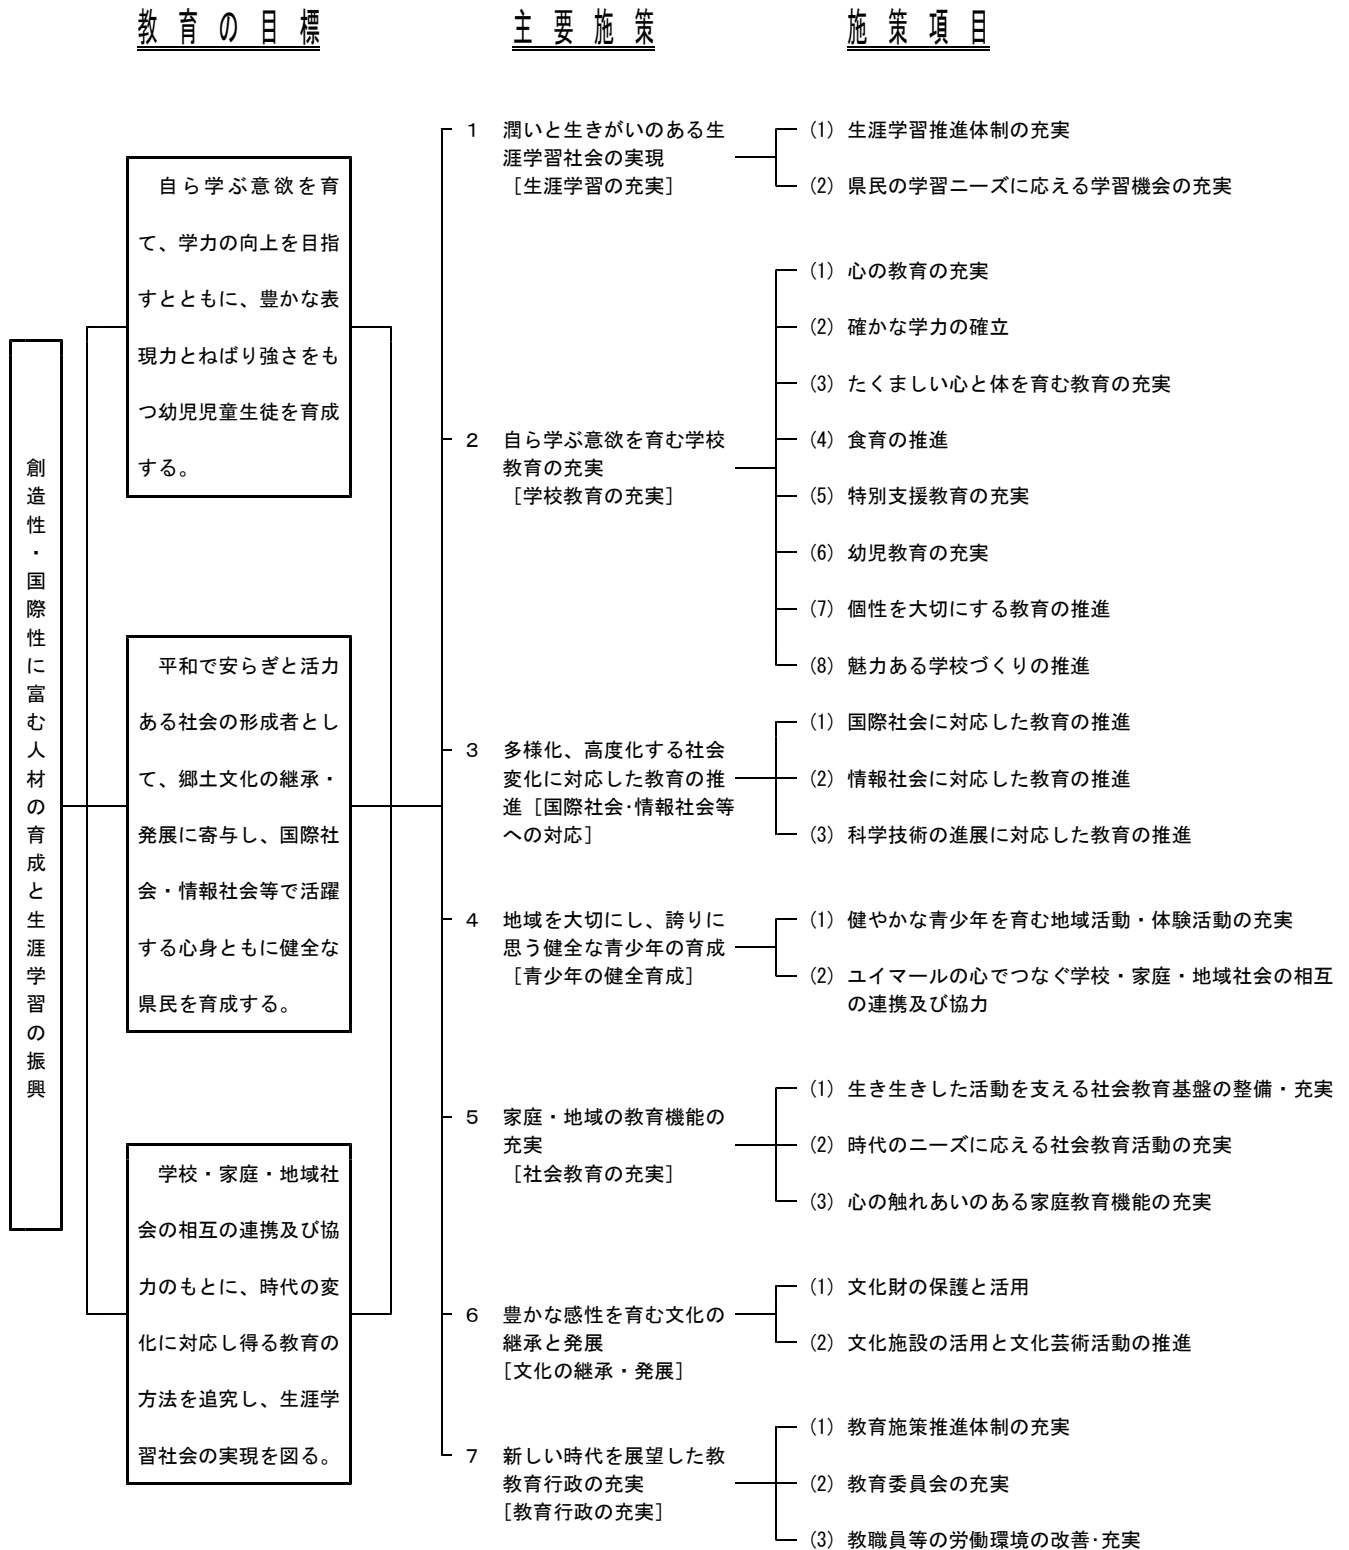 教育の目標
主要施策
施策項目
創造性・国際性に富む人材の育成と生涯学習の振興
自ら学ぶ意欲を育
て、学力の向上を目指
すとともに、豊かな表
現力とねばり強さをも
つ幼児児童生徒を育成
する。
平和で安らぎと活力
ある社会の形成者とし
て、郷土文化の継承・
発展に寄与し、国際社
会・情報社会等で活躍
する心身ともに健全な
県民を育成する。
学校・家庭・地域社
会の相互の連携及び協
力のもとに、時代の変
化に対応し得る教育の
方法を追究し、生涯学
習社会の実現を図る。
1 潤いと生きがいのある生
涯学習社会の実現
[生涯学習の充実]
(1) 生涯学習推進体制の充実
(2) 県民の学習ニーズに応える学習機会の充実
2 自ら学ぶ意欲を育む学校
教育の充実
[学校教育の充実]
(1) 心の教育の充実
(2) 確かな学力の確立
(3) たくましい心と体を育む教育の充実
(4) 食育の推進
(5) 特別支援教育の充実
(6) 幼児教育の充実
(7) 個性を大切にする教育の推進
(8) 魅力ある学校づくりの推進
3 多様化、高度化する社会
変化に対応した教育の推
進［国際社会･情報社会等
への対応］
(1) 国際社会に対応した教育の推進
(2) 情報社会に対応した教育の推進
(3) 科学技術の進展に対応した教育の推進
4 地域を大切にし、誇りに
思う健全な青少年の育成
[青少年の健全育成]
(1) 健やかな青少年を育む地域活動・体験活動の充実
(2) ユイマールの心でつなぐ学校・家庭・地域社会の相互
の連携及び協力
5 家庭・地域の教育機能の
充実
[社会教育の充実]
(1) 生き生きした活動を支える社会教育基盤の整備・充実
(2) 時代のニーズに応える社会教育活動の充実
(3) 心の触れあいのある家庭教育機能の充実
6 豊かな感性を育む文化の
継承と発展
[文化の継承・発展]
(1) 文化財の保護と活用
(2) 文化施設の活用と文化芸術活動の推進
7 新しい時代を展望した教
教育行政の充実
[教育行政の充実]
(1) 教育施策推進体制の充実
(2) 教育委員会の充実
(3) 教職員等の労働環境の改善･充実